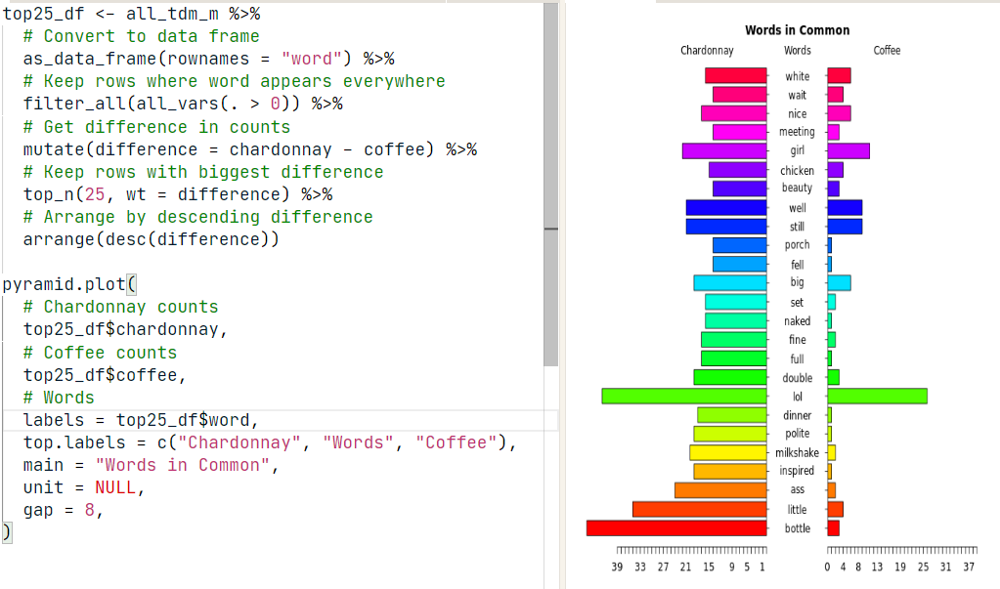 top25_df <- all_tdm_m %>%
  # Convert to data frame
  as_data_frame(rownames = "word") %>%
  # Keep rows where word appears everywhere
  filter_all(all_vars(. > 0)) %>%
  # Get difference in counts
  mutate(difference = chardonnay - coffee) %>%
  # Keep rows with biggest difference
  top_n(25, wt = difference) %>%
  # Arrange by descending difference
  arrange(desc(difference))
pyramid.plot(
  # Chardonnay counts
  top25_df$chardonnay,
  # Coffee counts
  top25_df$coffee,
  # Words
  labels = top25_df$word,
  top.labels = c("Chardonnay", "Words", "Coffee"),
  main = "Words in Common",
  unit = NULL,
  gap = 8,
)
Words in Common
Chardonnay Words Coffee
white
wait
nice
meeting
girl
chicken
beauty
well
still
porch
fell
big
set
naked
fine
full
double
lol
dinner
polite
milkshake
inspired
ass
little
bottle
39 33 27 21 15 9 5 1 0 4 8 13 19 25 31 37